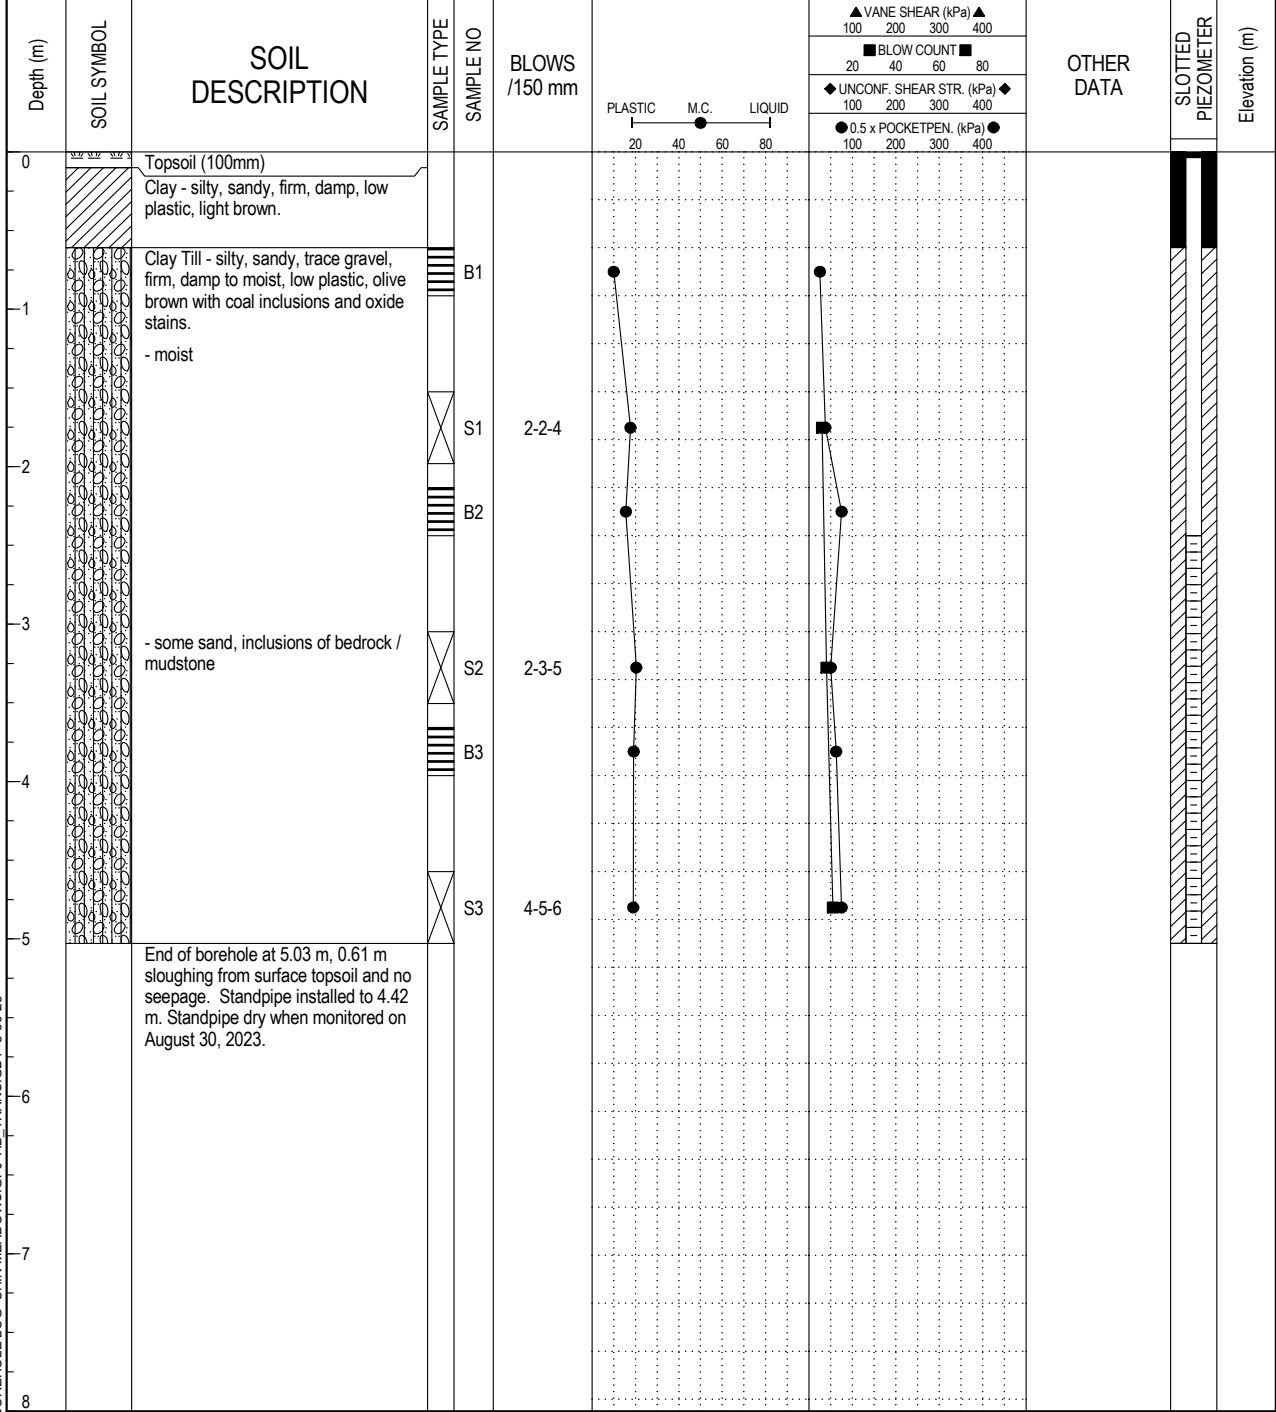 Depth (m)
SOIL SYMBOL
SOIL
DESCRIPTION
SAMPLE TYPE
SAMPLE NO
BLOWS
/150 mm
PLASTIC M.C. LIQUID
20 40 60 80
▲ VANE SHEAR (kPa) ▲
100 200 300 400
■ BLOW COUNT ■
20 40 60 80
◆ UNCONF. SHEAR STR. (kPa) ◆
100 200 300 400
● 0.5 x POCKETPEN. (kPa) ●
100 200 300 400
OTHER
DATA
SLOTTED
PIEZOMETER
Elevation (m)
0
Topsoil (100mm)
Clay - silty, sandy, firm, damp, low
plastic, light brown.
Clay Till - silty, sandy, trace gravel,
firm, damp to moist, low plastic, olive
brown with coal inclusions and oxide
stains.
B1
1
- moist
S1 2-2-4
2
B2
3
- some sand, inclusions of bedrock /
mudstone
S2 2-3-5
B3
4
S3 4-5-6
5
End of borehole at 5.03 m, 0.61 m
sloughing from surface topsoil and no
seepage. Standpipe installed to 4.42
m. Standpipe dry when monitored on
August 30, 2023.
6
7
8